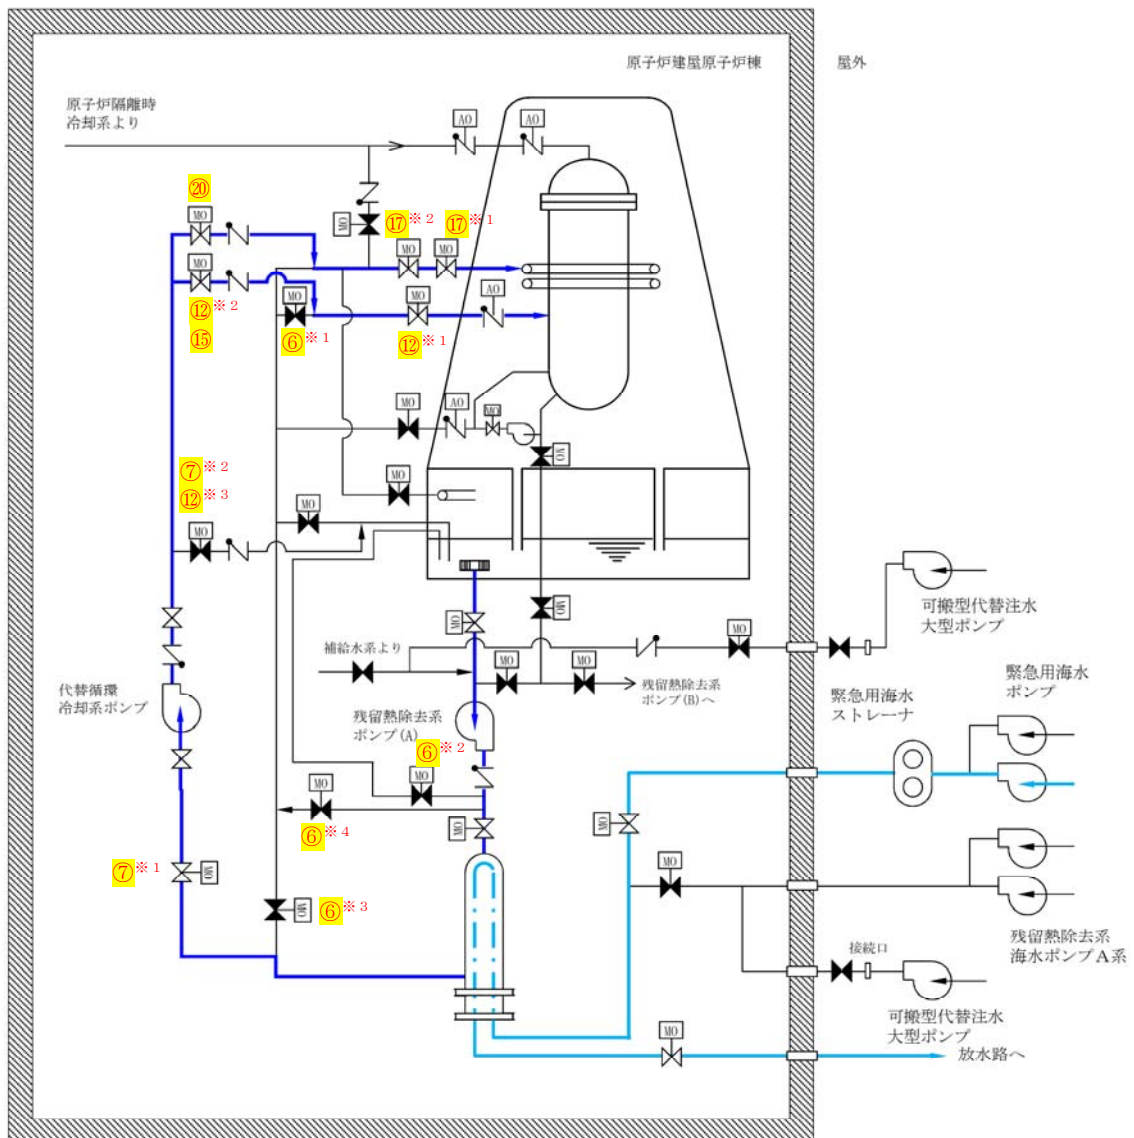 原子炉建屋原子炉棟
屋外
原子炉隔離時
冷却系より
AO
AO
⑳
MO
MO
⑰※2
⑰※1
MO
MO
MO
MO
MO
AO
⑫※2
⑮
⑥※1
⑫※1
MO
AO
MO
MO
⑦※2
⑫※3
MO
MO
MO
可搬型代替注水
大型ポンプ
MO
MO
MO
補給水系より
MO
MO
残留熱除去系
ポンプ(B)へ
代替循環
冷却系ポンプ
残留熱除去系
ポンプ(A)
緊急用海水
ストレーナ
緊急用海水
ポンプ
⑥※2
MO
MO
⑥※4
MO
MO
⑦※1
MO
MO
⑥※3
MO
残留熱除去系
海水ポンプA系
接続口
可搬型代替注水
大型ポンプ
MO
放水路へ